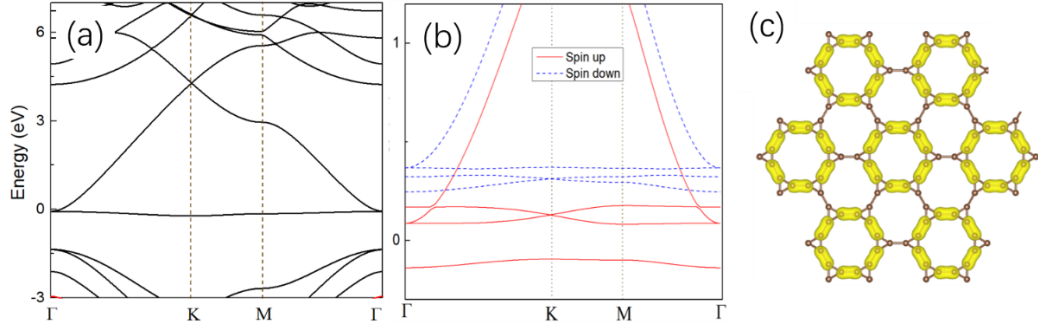 (a)
6
3
0
-3
Energy (eV)
Γ
K
M
Γ
(b)
1
0
Spin up
Spin down
Γ
K
M
Γ
(c)